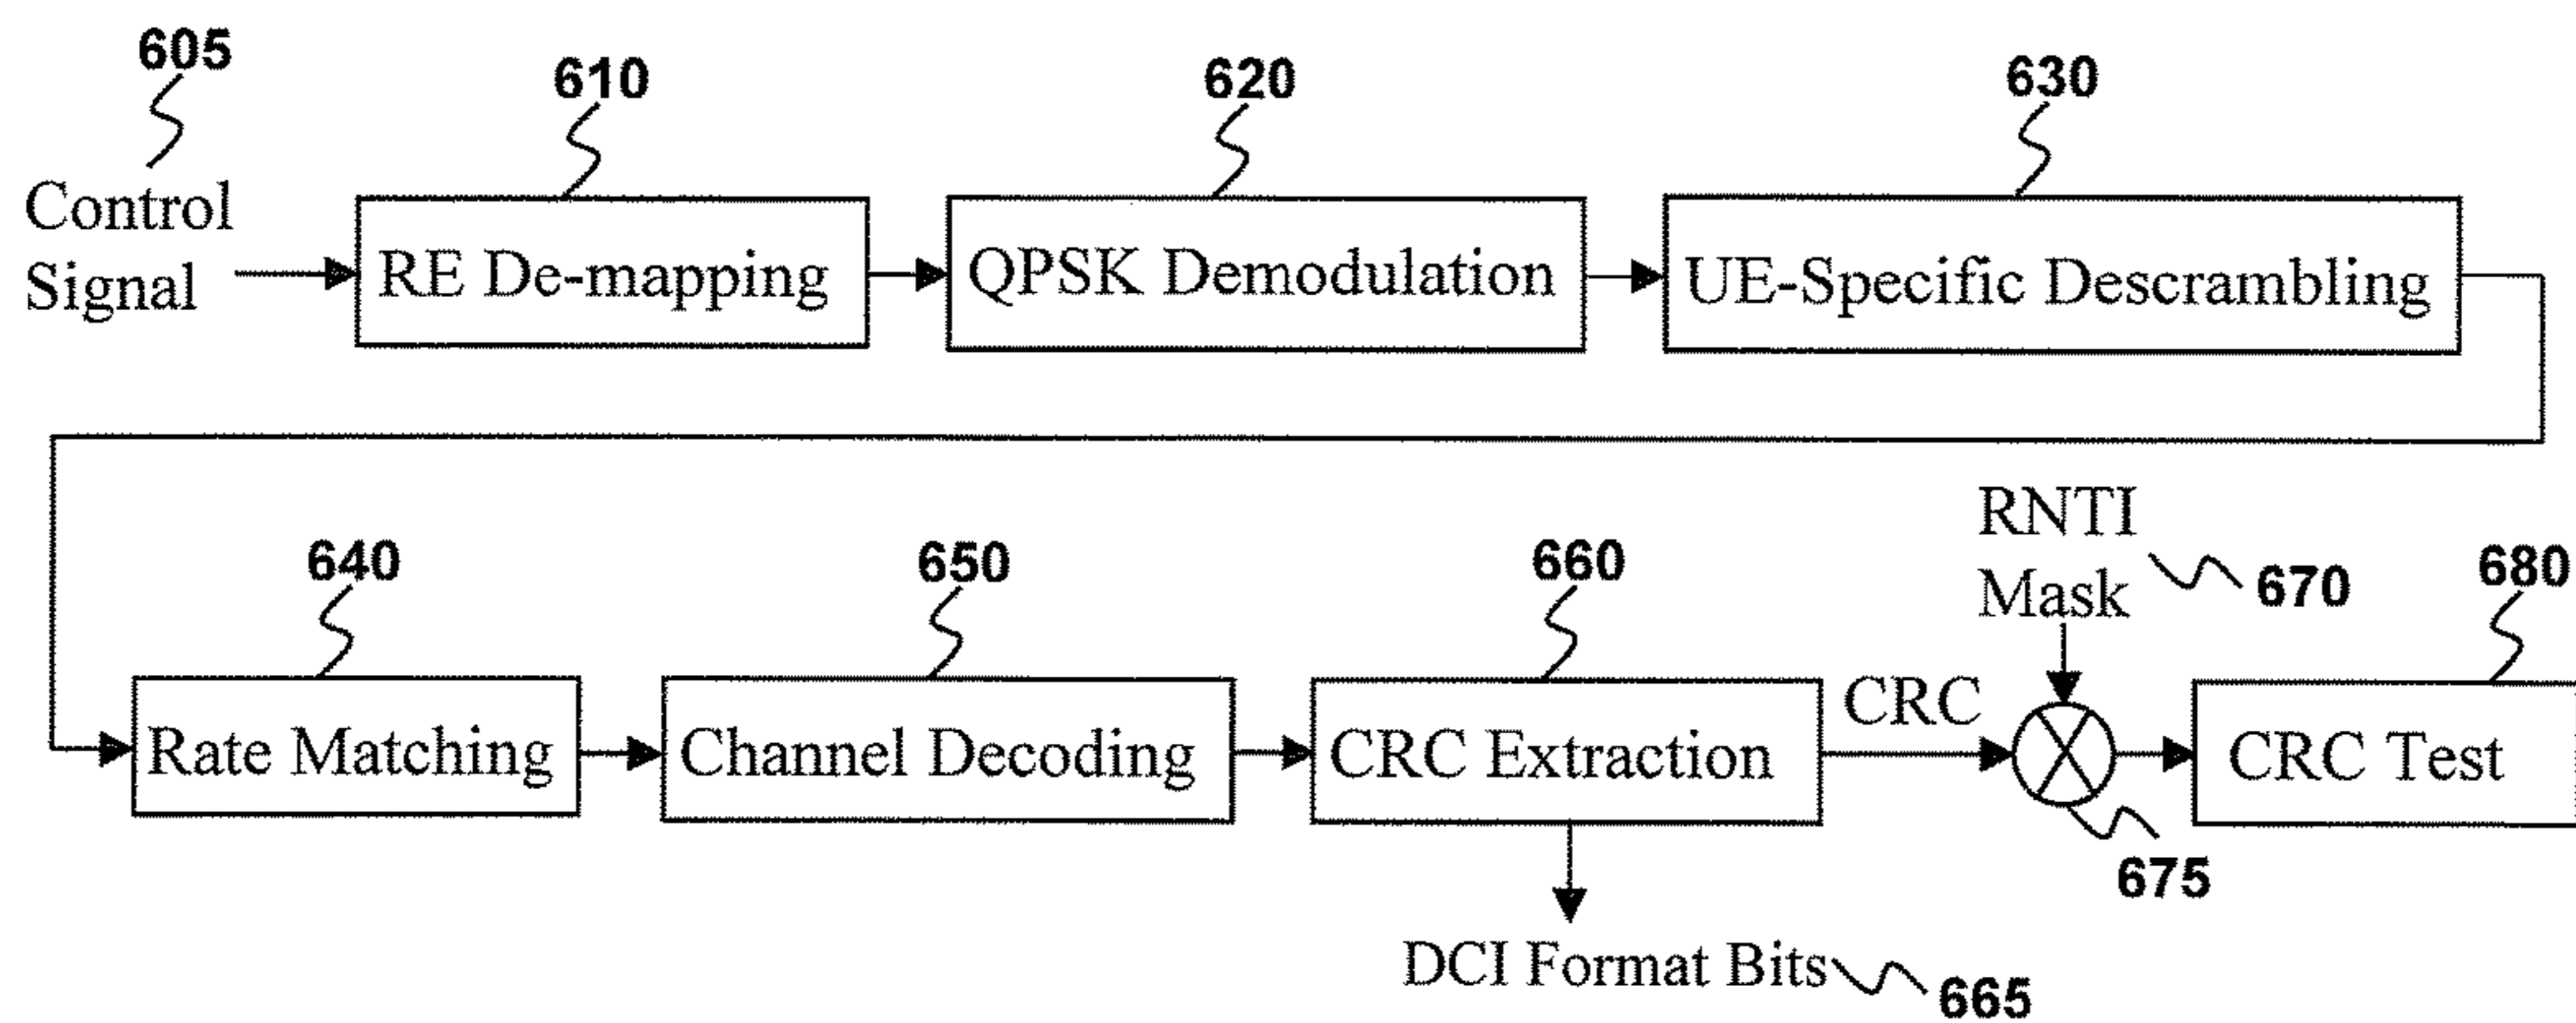 605
610
620
630
Control
Signal
RE De-mapping
QPSK Demodulation
UE-Specific Descrambling
RNTI
Mask
670
640
650
660
680
Rate Matching
Channel Decoding
CRC Extraction
CRC
CRC Test
675
DCI Format Bits
665